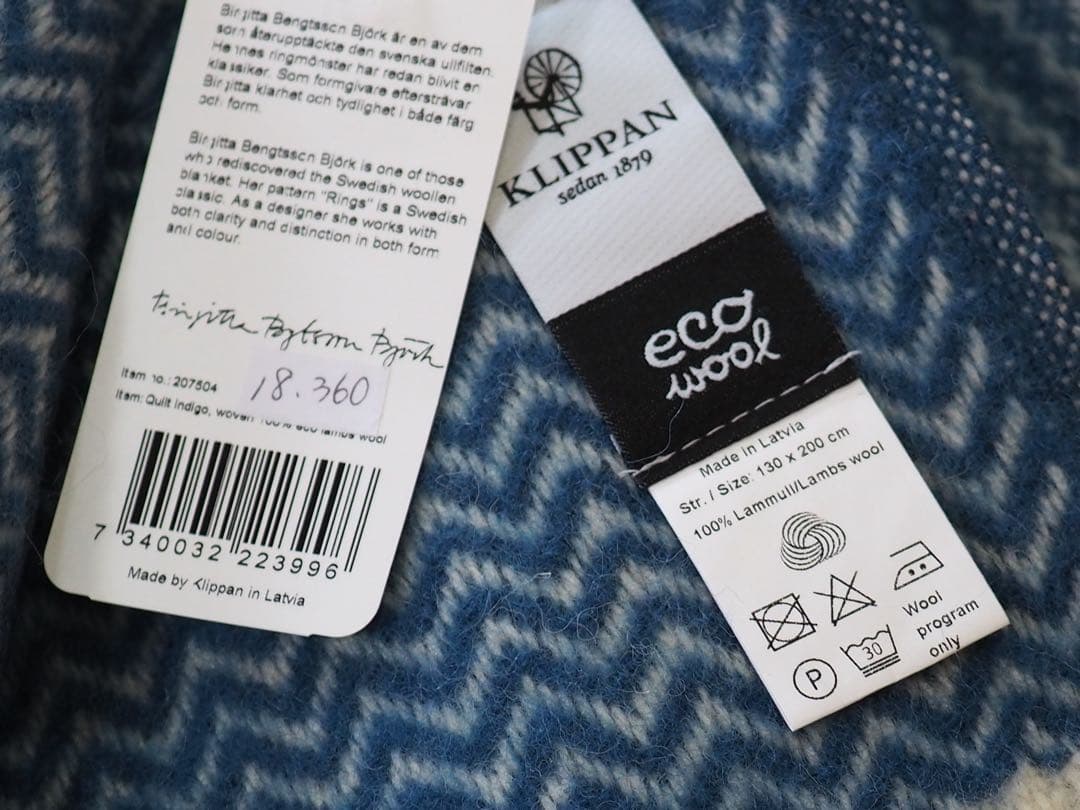 Birgitta Bengtsson Björk är en av dem
som återupptäckte den svenska ullfilten.
Hennes ringmönster har redan blivit en
klassiker. Som formgivare eftersträvar
Birgitta klarhet och tydlighet i både färg
och form.
Birgitta Bengtsson Björk is one of those
who rediscovered the Swedish woollen
blanket. Her pattern "Rings" is a Swedish
classic. As a designer she works with
both clarity and distinction in both form
and colour.
Birgitta Bengtsson Björk
Item no.: 207504
18.360
Item: Quilt indigo, woven 100% eco lambs wool
7 340032 223996
Made by Klippan in Latvia
KLIPPAN
sedan 1879
eco
wool
Made in Latvia
Str. / Size: 130 x 200 cm
100% Lammull/Lambs wool
P
30
Wool
program
only